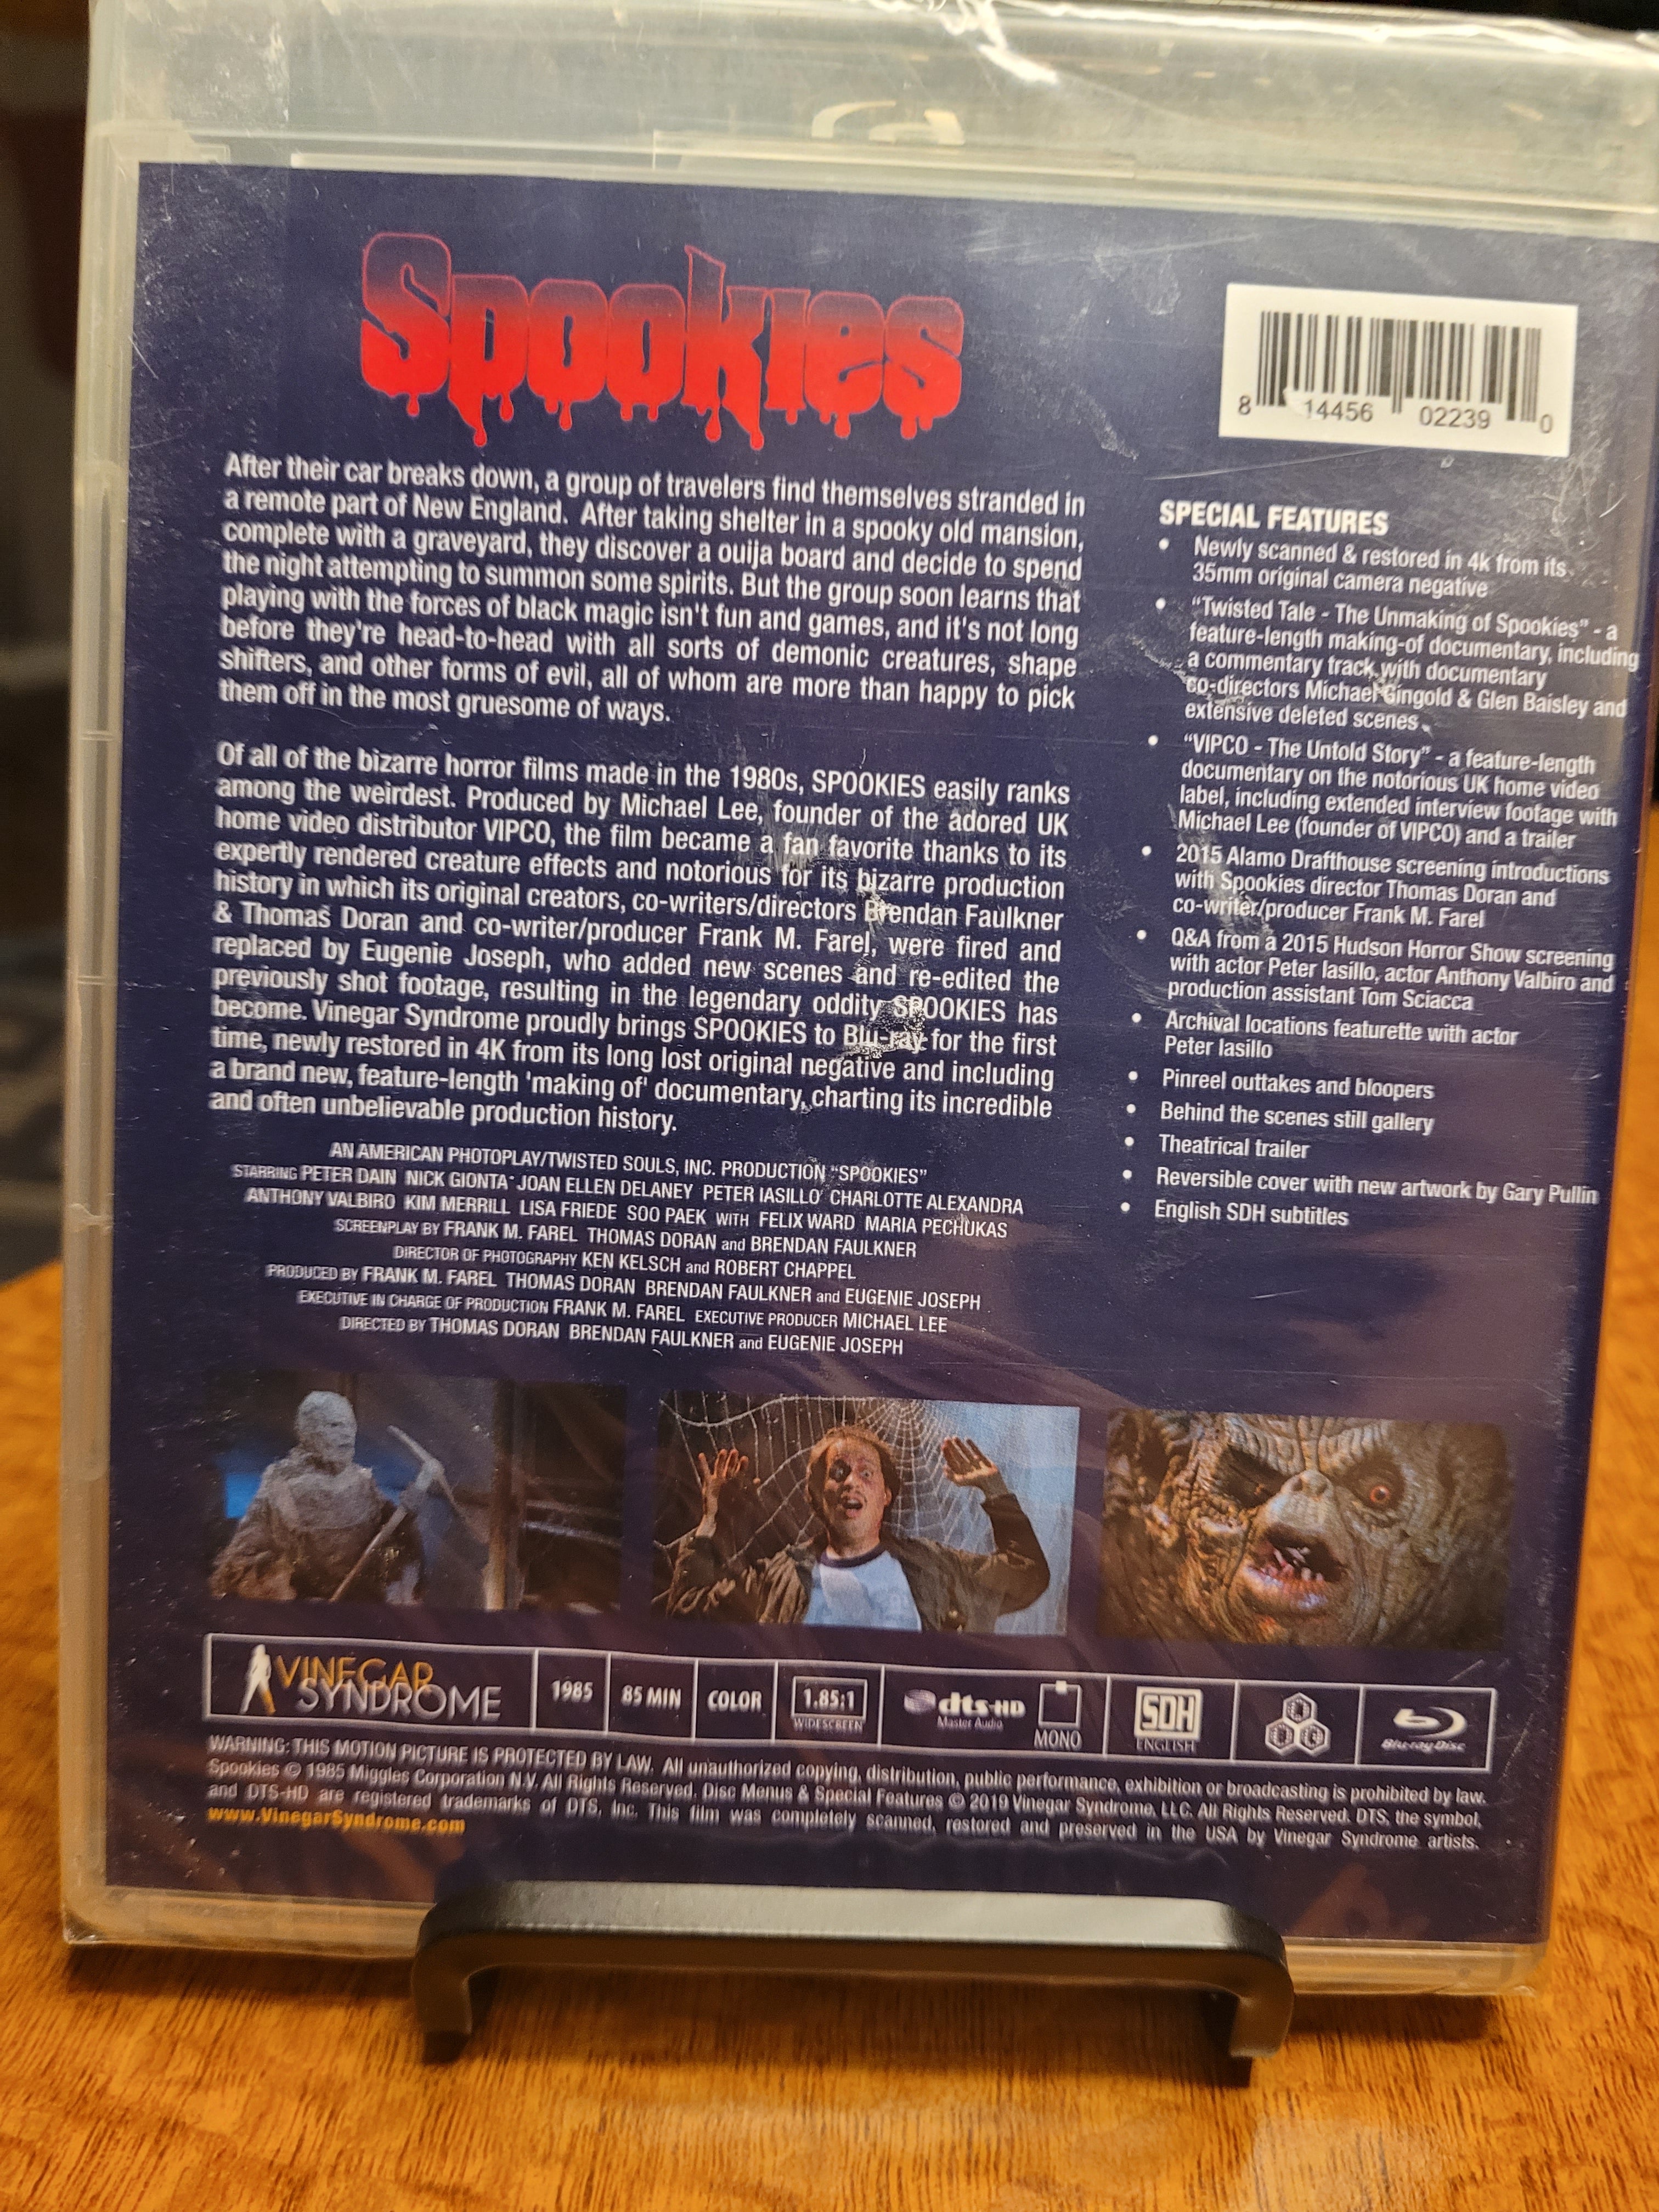 Spookies
8 14456 02239 0
After their car breaks down, a group of travelers find themselves stranded in
a remote part of New England. After taking shelter in a spooky old mansion,
complete with a graveyard, they discover a ouija board and decide to spend
the night attempting to summon some spirits. But the group soon learns that
playing with the forces of black magic isn't fun and games, and it's not long
before they're head-to-head with all sorts of demonic creatures, shape
shifters, and other forms of evil, all of whom are more than happy to pick
them off in the most gruesome of ways.
Of all of the bizarre horror films made in the 1980s, SPOOKIES easily ranks
among the weirdest. Produced by Michael Lee, founder of the adored UK
home video distributor VIPCO, the film became a fan favorite thanks to its
expertly rendered creature effects and notorious for its bizarre production
history in which its original creators, co-writers/directors Brendan Faulkner
& Thomas Doran and co-writer/producer Frank M. Farel, were fired and
replaced by Eugenie Joseph, who added new scenes and re-edited the
previously shot footage, resulting in the legendary oddity SPOOKIES has
become. Vinegar Syndrome proudly brings SPOOKIES to Blu-ray for the first
time, newly restored in 4K from its long lost original negative and including
a brand new, feature-length 'making of' documentary, charting its incredible
and often unbelievable production history.
AN AMERICAN PHOTOPLAY/TWISTED SOULS, INC. PRODUCTION "SPOOKIES"
STARRING PETER DAIN NICK GIONTA JOAN ELLEN DELANEY PETER IASILLO CHARLOTTE ALEXANDRA
ANTHONY VALBIRO KIM MERRILL LISA FRIEDE SOO PAEK WITH FELIX WARD MARIA PECHUKAS
SCREENPLAY BY FRANK M. FAREL THOMAS DORAN and BRENDAN FAULKNER
DIRECTOR OF PHOTOGRAPHY KEN KELSCH and ROBERT CHAPPEL
PRODUCED BY FRANK M. FAREL THOMAS DORAN BRENDAN FAULKNER and EUGENIE JOSEPH
EXECUTIVE IN CHARGE OF PRODUCTION FRANK M. FAREL EXECUTIVE PRODUCER MICHAEL LEE
DIRECTED BY THOMAS DORAN BRENDAN FAULKNER and EUGENIE JOSEPH
SPECIAL FEATURES
• Newly scanned & restored in 4k from its
35mm original camera negative
• "Twisted Tale - The Unmaking of Spookies" - a
feature-length making-of documentary, including
a commentary track with documentary
co-directors Michael Gingold & Glen Baisley and
extensive deleted scenes
• "VIPCO - The Untold Story" - a feature-length
documentary on the notorious UK home video
label, including extended interview footage with
Michael Lee (founder of VIPCO) and a trailer
• 2015 Alamo Drafthouse screening introductions
with Spookies director Thomas Doran and
co-writer/producer Frank M. Farel
• Q&A from a 2015 Hudson Horror Show screening
with actor Peter Iasillo, actor Anthony Valbiro and
production assistant Tom Sciacca
• Archival locations featurette with actor
Peter Iasillo
• Pinreel outtakes and bloopers
• Behind the scenes still gallery
• Theatrical trailer
• Reversible cover with new artwork by Gary Pullin
• English SDH subtitles
VINEGAR
SYNDROME
1985
85 MIN
COLOR
1.85:1
WIDESCREEN
dts-HD
Master Audio
MONO
SDH
ENGLISH
Blu-ray Disc
WARNING: THIS MOTION PICTURE IS PROTECTED BY LAW. All unauthorized copying, distribution, public performance, exhibition or broadcasting is prohibited by law.
Spookies © 1985 Miggles Corporation N.V. All Rights Reserved. Disc Menus & Special Features © 2019 Vinegar Syndrome, LLC. All Rights Reserved. DTS, the symbol,
and DTS-HD are registered trademarks of DTS, Inc. This film was completely scanned, restored and preserved in the USA by Vinegar Syndrome artists.
www.VinegarSyndrome.com